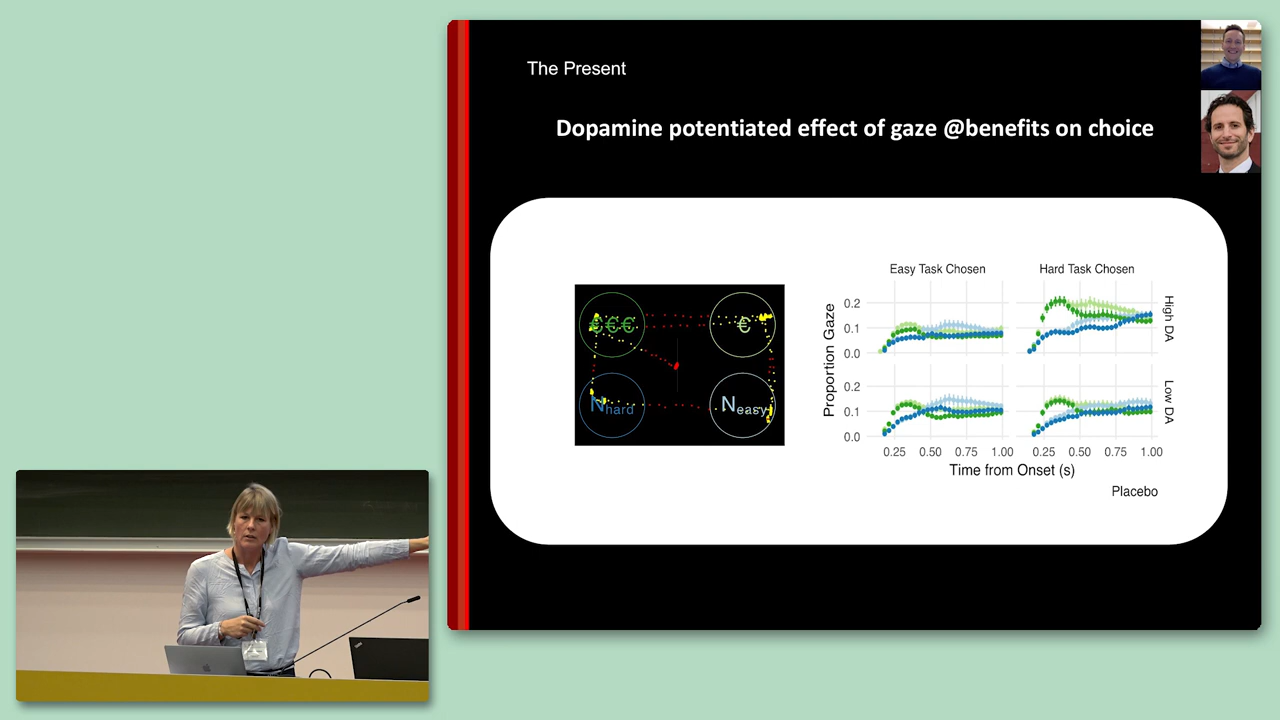 The Present
Dopamine potentiated effect of gaze @benefits on choice
€€€
€
Nhard
Neasy
Easy Task Chosen
Hard Task Chosen
Proportion Gaze
0.2
0.1
0.0
High DA
0.2
0.1
0.0
Low DA
0.25 0.50 0.75 1.00 0.25 0.50 0.75 1.00
Time from Onset (s)
Placebo